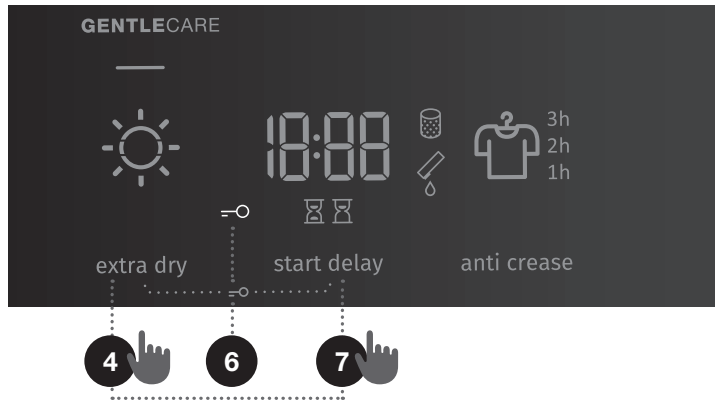 GENTLECARE
18:88
3h
2h
1h
extra dry
start delay
anti crease
4
6
7